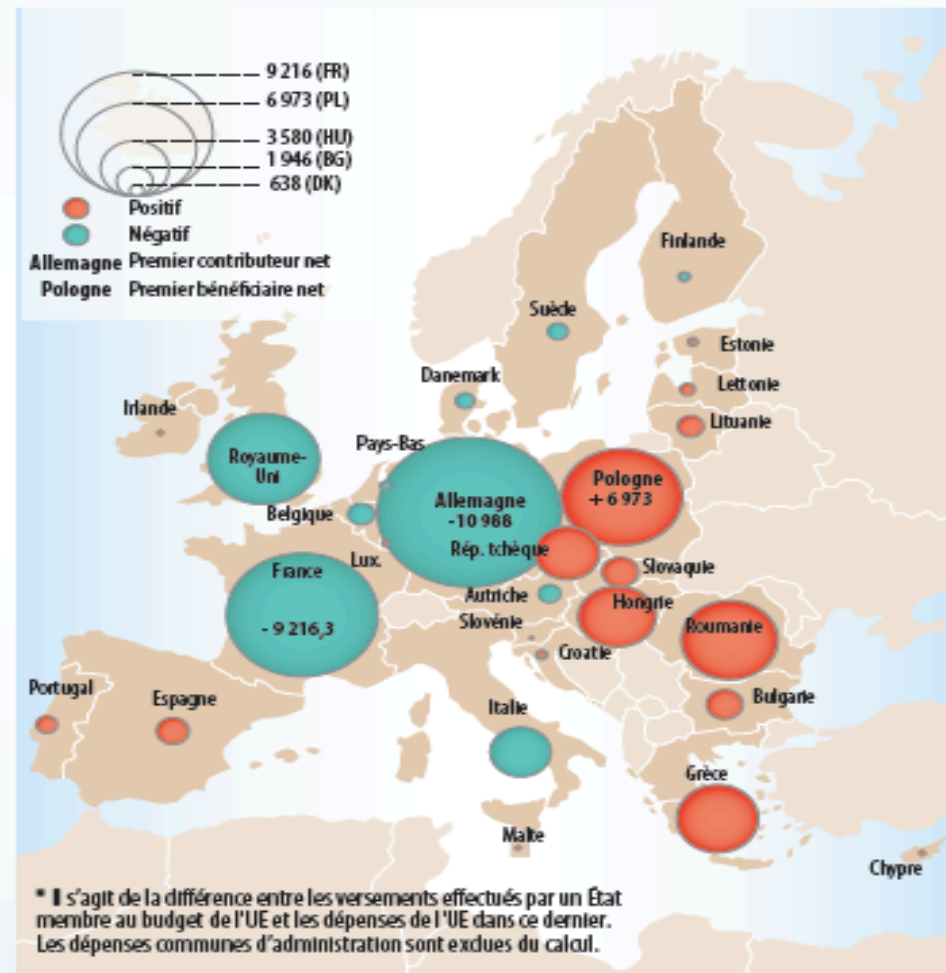 9 216 (FR)
6 973 (PL)
3 580 (HU)
1 946 (BG)
638 (DK)
Positif
Négatif
Allemagne Premier contributeur net
Pologne Premier bénéficiaire net
Finlande
Suède
Estonie
Danemark
Lettonie
Irlande
Lituanie
Pays-Bas
Royaume-
Uni
Pologne
+ 6 973
Allemagne
-10 988
Belgique
Rép. tchèque
Lux.
Slovaquie
France
Autriche
Hongrie
Slovénie
- 9 216,3
Roumanie
Croatie
Portugal
Espagne
Bulgarie
Italie
Grèce
Malte
Chypre
* Il s'agit de la différence entre les versements effectués par un État
membre au budget de l'UE et les dépenses de l'UE dans ce dernier.
Les dépenses communes d'administration sont exclues du calcul.